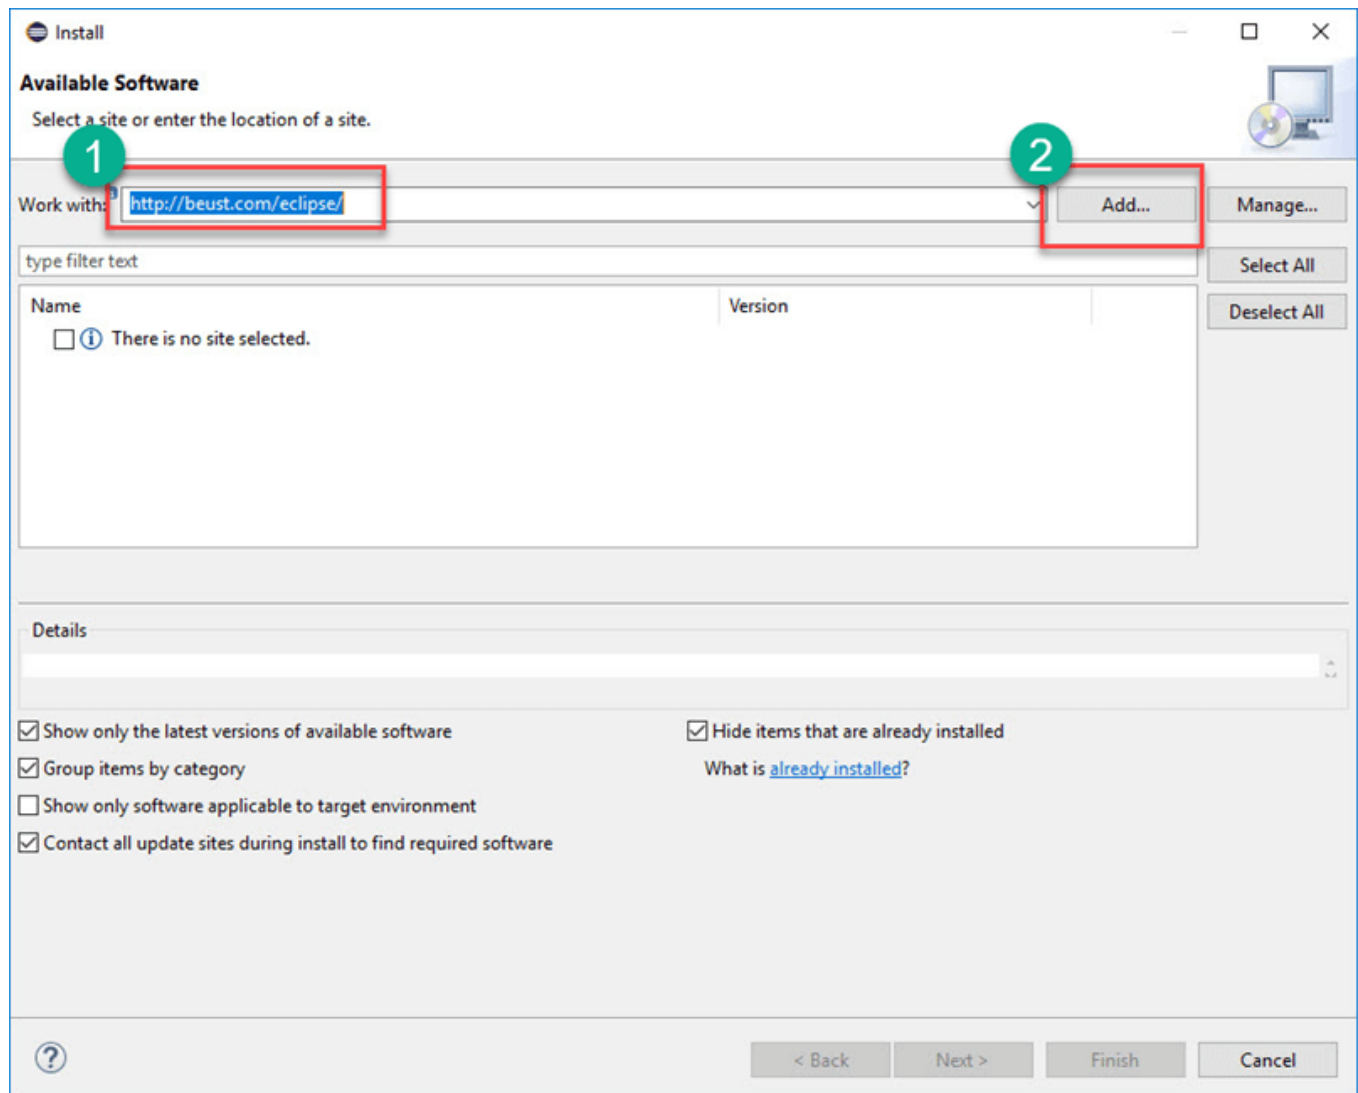 Install
Available Software
Select a site or enter the location of a site.
1
2
Work with: http://beust.com/eclipse/ Add... Manage...
type filter text
Select All
Name Version
Deselect All
There is no site selected.
Details
Show only the latest versions of available software
Hide items that are already installed
Group items by category
What is already installed?
Show only software applicable to target environment
Contact all update sites during install to find required software
? < Back Next > Finish Cancel